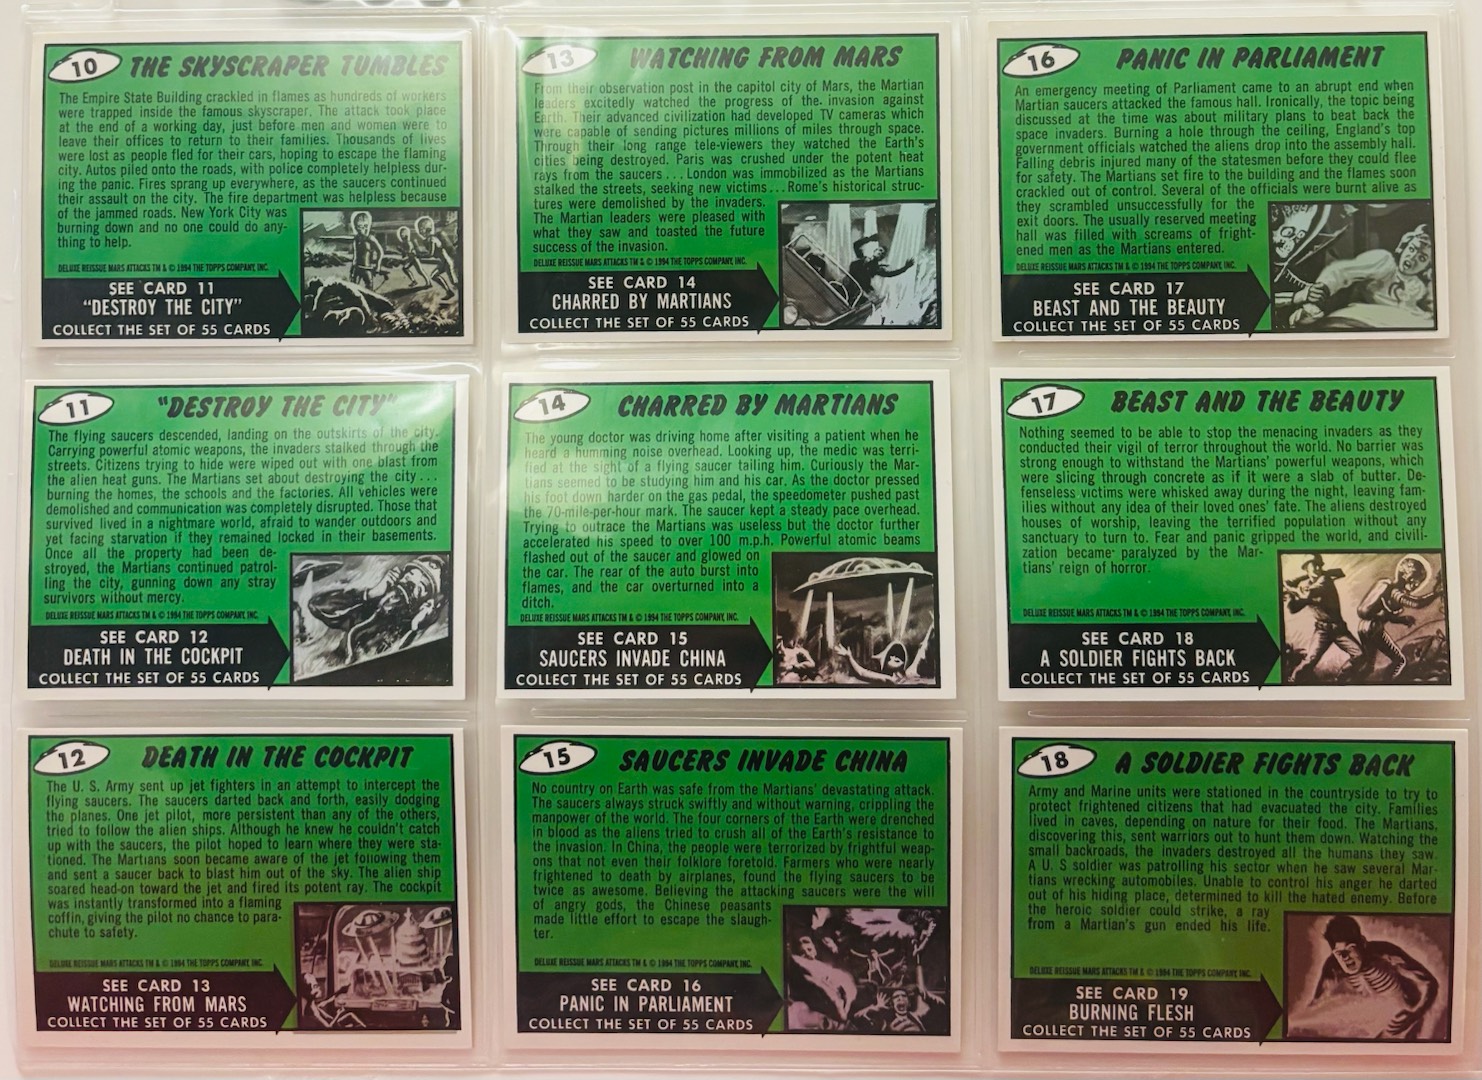 10 THE SKYSCRAPER TUMBLES
The Empire State Building crackled in flames as hundreds of workers
were trapped inside the famous skyscraper. The attack took place
at the end of a working day, just before men and women were to
leave their offices to return to their families. Thousands of lives
were lost as people fled for their cars, hoping to escape the flaming
city. Autos piled onto the roads, with police completely helpless dur-
ing the panic. Fires sprang up everywhere, as the saucers continued
their assault on the city. The fire department was helpless because
of the jammed roads. New York City was
burning down and no one could do any-
thing to help.
DELUXE REISSUE MARS ATTACKS TM & © 1994 THE TOPPS COMPANY, INC.
SEE CARD 11
"DESTROY THE CITY"
COLLECT THE SET OF 55 CARDS
11 "DESTROY THE CITY"
The flying saucers descended, landing on the outskirts of the city.
Carrying powerful atomic weapons, the invaders stalked through the
streets. Citizens trying to hide were wiped out with one blast from
the alien heat guns. The Martians set about destroying the city . . .
burning the homes, the schools and the factories. All vehicles were
demolished and communication was completely disrupted. Those that
survived lived in a nightmare world, afraid to wander outdoors and
yet facing starvation if they remained locked in their basements.
Once all the property had been de-
stroyed, the Martians continued patrol-
ling the city, gunning down any stray
survivors without mercy.
DELUXE REISSUE MARS ATTACKS TM & © 1994 THE TOPPS COMPANY, INC.
SEE CARD 12
DEATH IN THE COCKPIT
COLLECT THE SET OF 55 CARDS
12 DEATH IN THE COCKPIT
The U. S. Army sent up jet fighters in an attempt to intercept the
flying saucers. The saucers darted back and forth, easily dodging
the planes. One jet pilot, more persistent than any of the others,
tried to follow the alien ships. Although he knew he couldn't catch
up with the saucers, the pilot hoped to learn where they were sta-
tioned. The Martians soon became aware of the jet following them
and sent a saucer back to blast him out of the sky. The alien ship
soared head-on toward the jet and fired its potent ray. The cockpit
was instantly transformed into a flaming
coffin, giving the pilot no chance to para-
chute to safety.
DELUXE REISSUE MARS ATTACKS TM & © 1994 THE TOPPS COMPANY, INC.
SEE CARD 13
WATCHING FROM MARS
COLLECT THE SET OF 55 CARDS
13 WATCHING FROM MARS
From their observation post in the capitol city of Mars, the Martian
leaders excitedly watched the progress of the invasion against
Earth. Their advanced civilization had developed TV cameras which
were capable of sending pictures millions of miles through space.
Through their long range tele-viewers they watched the Earth's
cities being destroyed. Paris was crushed under the potent heat
rays from the saucers . . . London was immobilized as the Martians
stalked the streets, seeking new victims . . . Rome's historical struc-
tures were demolished by the invaders.
The Martian leaders were pleased with
what they saw and toasted the future
success of the invasion.
DELUXE REISSUE MARS ATTACKS TM & © 1994 THE TOPPS COMPANY, INC.
SEE CARD 14
CHARRED BY MARTIANS
COLLECT THE SET OF 55 CARDS
14 CHARRED BY MARTIANS
The young doctor was driving home after visiting a patient when he
heard a humming noise overhead. Looking up, the medic was terri-
fied at the sight of a flying saucer tailing him. Curiously the Mar-
tians seemed to be studying him and his car. As the doctor pressed
his foot down harder on the gas pedal, the speedometer pushed past
the 70-mile-per-hour mark. The saucer kept a steady pace overhead.
Trying to outrace the Martians was useless but the doctor further
accelerated his speed to over 100 m.p.h. Powerful atomic beams
flashed out of the saucer and glowed on
the car. The rear of the auto burst into
flames, and the car overturned into a
ditch.
DELUXE REISSUE MARS ATTACKS TM & © 1994 THE TOPPS COMPANY, INC.
SEE CARD 15
SAUCERS INVADE CHINA
COLLECT THE SET OF 55 CARDS
15 SAUCERS INVADE CHINA
No country on Earth was safe from the Martians' devastating attack.
The saucers always struck swiftly and without warning, crippling the
manpower of the world. The four corners of the Earth were drenched
in blood as the aliens tried to crush all of the Earth's resistance to
the invasion. In China, the people were terrorized by frightful weap-
ons that not even their folklore foretold. Farmers who were nearly
frightened to death by airplanes, found the flying saucers to be
twice as awesome. Believing the attacking saucers were the will
of angry gods, the Chinese peasants
made little effort to escape the slaugh-
ter.
DELUXE REISSUE MARS ATTACKS TM & © 1994 THE TOPPS COMPANY, INC.
SEE CARD 16
PANIC IN PARLIAMENT
COLLECT THE SET OF 55 CARDS
16 PANIC IN PARLIAMENT
An emergency meeting of Parliament came to an abrupt end when
Martian saucers attacked the famous hall. Ironically, the topic being
discussed at the time was about military plans to beat back the
space invaders. Burning a hole through the ceiling, England's top
government officials watched the aliens drop into the assembly hall.
Falling debris injured many of the statesmen before they could flee
for safety. The Martians set fire to the building and the flames soon
crackled out of control. Several of the officials were burnt alive as
they scrambled unsuccessfully for the
exit doors. The usually reserved meeting
hall was filled with screams of fright-
ened men as the Martians entered.
DELUXE REISSUE MARS ATTACKS TM & © 1994 THE TOPPS COMPANY, INC.
SEE CARD 17
BEAST AND THE BEAUTY
COLLECT THE SET OF 55 CARDS
17 BEAST AND THE BEAUTY
Nothing seemed to be able to stop the menacing invaders as they
conducted their vigil of terror throughout the world. No barrier was
strong enough to withstand the Martians' powerful weapons, which
were slicing through concrete as if it were a slab of butter. De-
fenseless victims were whisked away during the night, leaving fam-
ilies without any idea of their loved ones' fate. The aliens destroyed
houses of worship, leaving the terrified population without any
sanctuary to turn to. Fear and panic gripped the world, and civili-
zation became paralyzed by the Mar-
tians' reign of horror.
DELUXE REISSUE MARS ATTACKS TM & © 1994 THE TOPPS COMPANY, INC.
SEE CARD 18
A SOLDIER FIGHTS BACK
COLLECT THE SET OF 55 CARDS
18 A SOLDIER FIGHTS BACK
Army and Marine units were stationed in the countryside to try to
protect frightened citizens that had evacuated the city. Families
lived in caves, depending on nature for their food. The Martians,
discovering this, sent warriors out to hunt them down. Watching the
small backroads, the invaders destroyed all the humans they saw.
A U. S soldier was patrolling his sector when he saw several Mar-
tians wrecking automobiles. Unable to control his anger he darted
out of his hiding place, determined to kill the hated enemy. Before
the heroic soldier could strike, a ray
from a Martian's gun ended his life.
DELUXE REISSUE MARS ATTACKS TM & © 1994 THE TOPPS COMPANY, INC.
SEE CARD 19
BURNING FLESH
COLLECT THE SET OF 55 CARDS